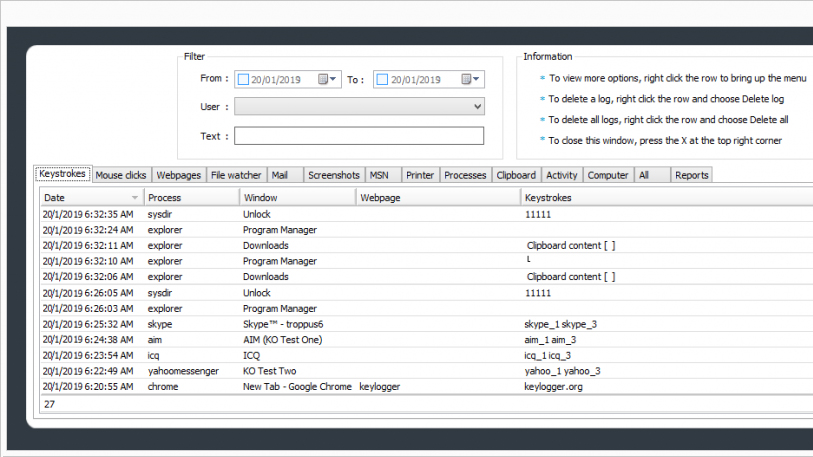 Filter
From : 20/01/2019 To : 20/01/2019
User :
Text :
Information
* To view more options, right click the row to bring up the menu
* To delete a log, right click the row and choose Delete log
* To delete all logs, right click the row and choose Delete all
* To close this window, press the X at the top right corner
Keystrokes Mouse clicks Webpages File watcher Mail Screenshots MSN Printer Processes Clipboard Activity Computer All Reports
Date Process Window Webpage Keystrokes
20/1/2019 6:32:35 AM sysdir Unlock 11111
20/1/2019 6:32:24 AM explorer Program Manager
20/1/2019 6:32:11 AM explorer Downloads Clipboard content [ ]
20/1/2019 6:32:10 AM explorer Program Manager
20/1/2019 6:32:06 AM explorer Downloads Clipboard content [ ]
20/1/2019 6:26:05 AM sysdir Unlock 11111
20/1/2019 6:26:03 AM explorer Program Manager
20/1/2019 6:25:32 AM skype Skype™ - troppus6 skype_1 skype_3
20/1/2019 6:24:38 AM aim AIM (KO Test One) aim_1 aim_3
20/1/2019 6:23:54 AM icq ICQ icq_1 icq_3
20/1/2019 6:22:49 AM yahoomessenger KO Test Two yahoo_1 yahoo_3
20/1/2019 6:20:55 AM chrome New Tab - Google Chrome keylogger keylogger.org
27